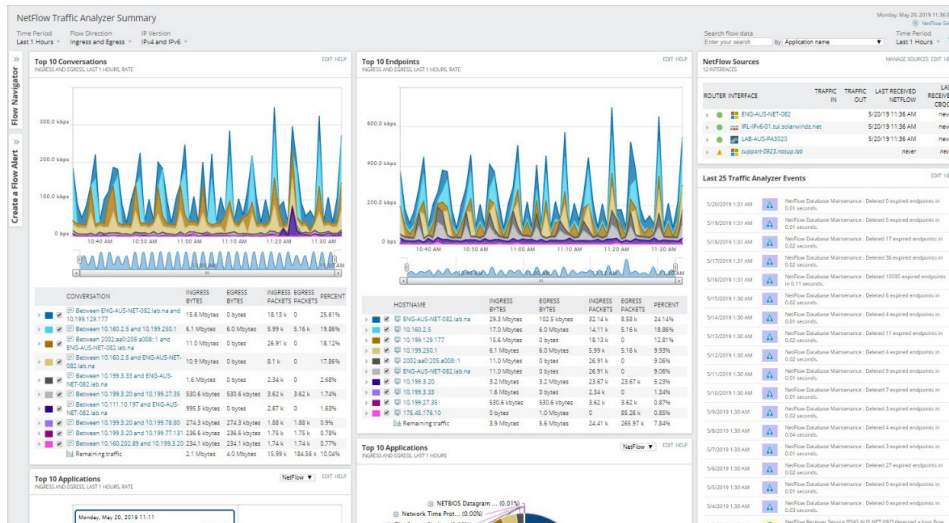 NetFlow Traffic Analyzer Summary
Monday, May 20, 2019 11:36:0
Time Period
Last 1 Hours
Flow Direction
Ingress and Egress
IP Version
IPv4 and IPv6
Search flow data
Enter your search
by
Application name
Time Period
Last 1 Hours
Flow Navigator
Create a Flow Alert
Top 10 Conversations
EDIT HELP
INGRESS AND EGRESS, LAST 1 HOURS, RATE
200.0 kbps
0 bps
10:40 AM 10:50 AM 11:00 AM 11:10 AM 11:20 AM 11:30 AM
CONVERSATION INGRESS BYTES EGRESS BYTES INGRESS PACKETS EGRESS PACKETS PERCENT
Between ENG-AUS-NET-082.lab.na and 10.199.129.177 15.6 Mbytes 0 bytes 18.13 k 0 25.61%
Between 10.160.2.5 and 10.199.250.1 6.1 Mbytes 6.0 Mbytes 5.99 k 5.16 k 19.86%
Between 2002:aa0:205:a008::1 and ENG-AUS-NET-082.lab.na 11.0 Mbytes 0 bytes 26.91 k 0 18.12%
Between 10.160.2.5 and ENG-AUS-NET-082.lab.na 10.9 Mbytes 0 bytes 8.1 k 0 17.86%
Between 10.199.3.33 and ENG-AUS-NET-082.lab.na 1.6 Mbytes 0 bytes 2.34 k 0 2.68%
Between 10.199.3.20 and 10.199.27.35 530.6 kbytes 530.6 kbytes 3.62 k 3.62 k 1.74%
Between 10.111.10.197 and ENG-AUS-NET-082.lab.na 995.5 kbytes 0 bytes 2.67 k 0 1.63%
Between 10.199.3.20 and 10.199.78.80 274.3 kbytes 274.3 kbytes 1.88 k 1.88 k 0.9%
Between 10.199.3.20 and 10.199.77.131 236.6 kbytes 236.6 kbytes 1.75 k 1.75 k 0.78%
Between 10.160.202.89 and 10.199.3.20 234.1 kbytes 234.1 kbytes 1.74 k 1.74 k 0.77%
Remaining traffic 2.1 Mbytes 4.0 Mbytes 15.99 k 184.56 k 10.04%
Top 10 Applications
NetFlow
EDIT HELP
INGRESS AND EGRESS, LAST 1 HOURS, RATE
Monday, May 20, 2019 11:11
Top 10 Endpoints
EDIT HELP
INGRESS AND EGRESS, LAST 1 HOURS, RATE
600.0 kbps
400.0 kbps
200.0 kbps
0 bps
10:40 AM 10:50 AM 11:00 AM 11:10 AM 11:20 AM 11:30 AM
HOSTNAME INGRESS BYTES EGRESS BYTES INGRESS PACKETS EGRESS PACKETS PERCENT
ENG-AUS-NET-082.lab.na 29.3 Mbytes 102.5 kbytes 32.14 k 8.58 k 24.14%
10.160.2.5 17.0 Mbytes 6.0 Mbytes 14.11 k 5.16 k 18.86%
10.199.129.177 15.6 Mbytes 0 bytes 18.13 k 0 12.81%
10.199.250.1 6.1 Mbytes 6.0 Mbytes 5.99 k 5.16 k 9.93%
2002:aa0:205:a008::1 11.0 Mbytes 0 bytes 26.91 k 0 9.06%
ENG-AUS-NET-082.lab.na 11.0 Mbytes 0 bytes 26.91 k 0 9.06%
10.199.3.20 3.2 Mbytes 3.2 Mbytes 23.67 k 23.67 k 5.23%
10.199.3.33 1.6 Mbytes 0 bytes 2.34 k 0 1.34%
10.199.27.35 530.6 kbytes 530.6 kbytes 3.62 k 3.62 k 0.87%
175.45.176.10 0 bytes 1.0 Mbytes 0 85.26 k 0.85%
Remaining traffic 3.9 Mbytes 5.6 Mbytes 24.41 k 265.97 k 7.84%
Top 10 Applications
NetFlow
EDIT HELP
INGRESS AND EGRESS, LAST 1 HOURS
NETBIOS Datagram ... (0.01%)
Network Time Prot...
NetFlow Sources
MANAGE SOURCES EDIT
12 INTERFACES
ROUTER INTERFACE TRAFFIC IN TRAFFIC OUT LAST RECEIVED NETFLOW
ENG-AUS-NET-082 5/20/19 11:36 AM
IRL-IPv6-01.tul.solarwinds.net 5/20/19 11:36 AM
LAB-AUS-PA3020 5/20/19 11:36 AM
support-0923.nosup.lab never
Last 25 Traffic Analyzer Events
5/20/2019 1:31 AM NetFlow Database Maintenance : Deleted 0 expired endpoints in 0.01 seconds.
5/19/2019 1:31 AM NetFlow Database Maintenance : Deleted 5 expired endpoints in 0.01 seconds.
5/18/2019 1:31 AM NetFlow Database Maintenance : Deleted 17 expired endpoints in 0.02 seconds.
5/17/2019 1:31 AM NetFlow Database Maintenance : Deleted 36 expired endpoints in 0.02 seconds.
5/16/2019 1:31 AM NetFlow Database Maintenance : Deleted 10035 expired endpoints in 0.11 seconds.
5/15/2019 1:30 AM NetFlow Database Maintenance : Deleted 6 expired endpoints in 0.02 seconds.
5/14/2019 1:30 AM NetFlow Database Maintenance : Deleted 4 expired endpoints in 0.01 seconds.
5/13/2019 1:30 AM NetFlow Database Maintenance : Deleted 11 expired endpoints in 0.02 seconds.
5/12/2019 1:30 AM NetFlow Database Maintenance : Deleted 4 expired endpoints in 0.02 seconds.
5/11/2019 1:30 AM NetFlow Database Maintenance : Deleted 9 expired endpoints in 0.01 seconds.
5/10/2019 1:30 AM NetFlow Database Maintenance : Deleted 7 expired endpoints in 0.01 seconds.
5/9/2019 1:30 AM NetFlow Database Maintenance : Deleted 3 expired endpoints in 0.02 seconds.
5/8/2019 1:30 AM NetFlow Database Maintenance : Deleted 4 expired endpoints in 0.04 seconds.
5/7/2019 1:30 AM NetFlow Database Maintenance : Deleted 3 expired endpoints in 0.01 seconds.
5/6/2019 1:30 AM NetFlow Database Maintenance : Deleted 27 expired endpoints in 0.02 seconds.
5/5/2019 1:30 AM NetFlow Database Maintenance : Deleted 0 expired endpoints in 0.01 seconds.
5/4/2019 1:30 AM NetFlow Database Maintenance : Deleted 0 expired endpoints in 0.01 seconds.